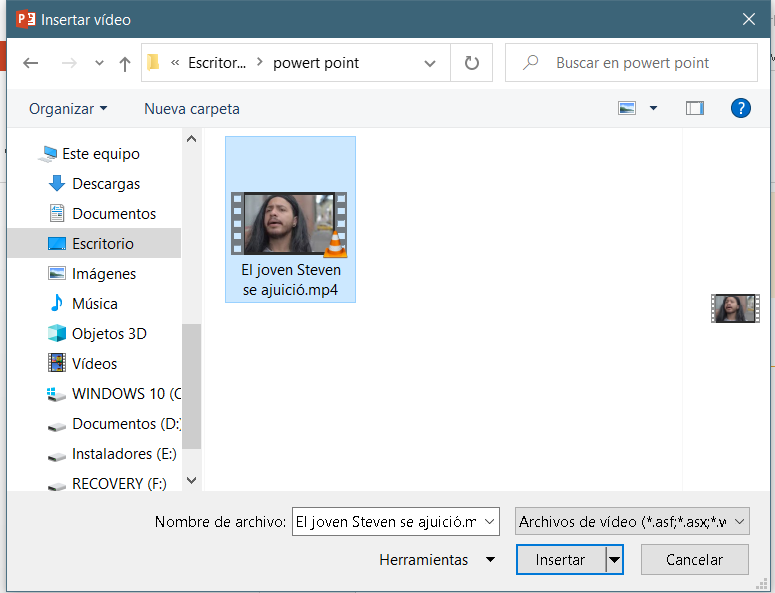 Insertar vídeo
« Escritor... > powert point
Buscar en powert point
Organizar
Nueva carpeta
Este equipo
Descargas
Documentos
Escritorio
Imágenes
Música
Objetos 3D
Vídeos
WINDOWS 10 (C
Documentos (D:
Instaladores (E:)
RECOVERY (F:)
El joven Steven
se ajuició.mp4
Nombre de archivo: El joven Steven se ajuició.m
Archivos de vídeo (*.asf;*.asx;*.w
Herramientas
Insertar
Cancelar